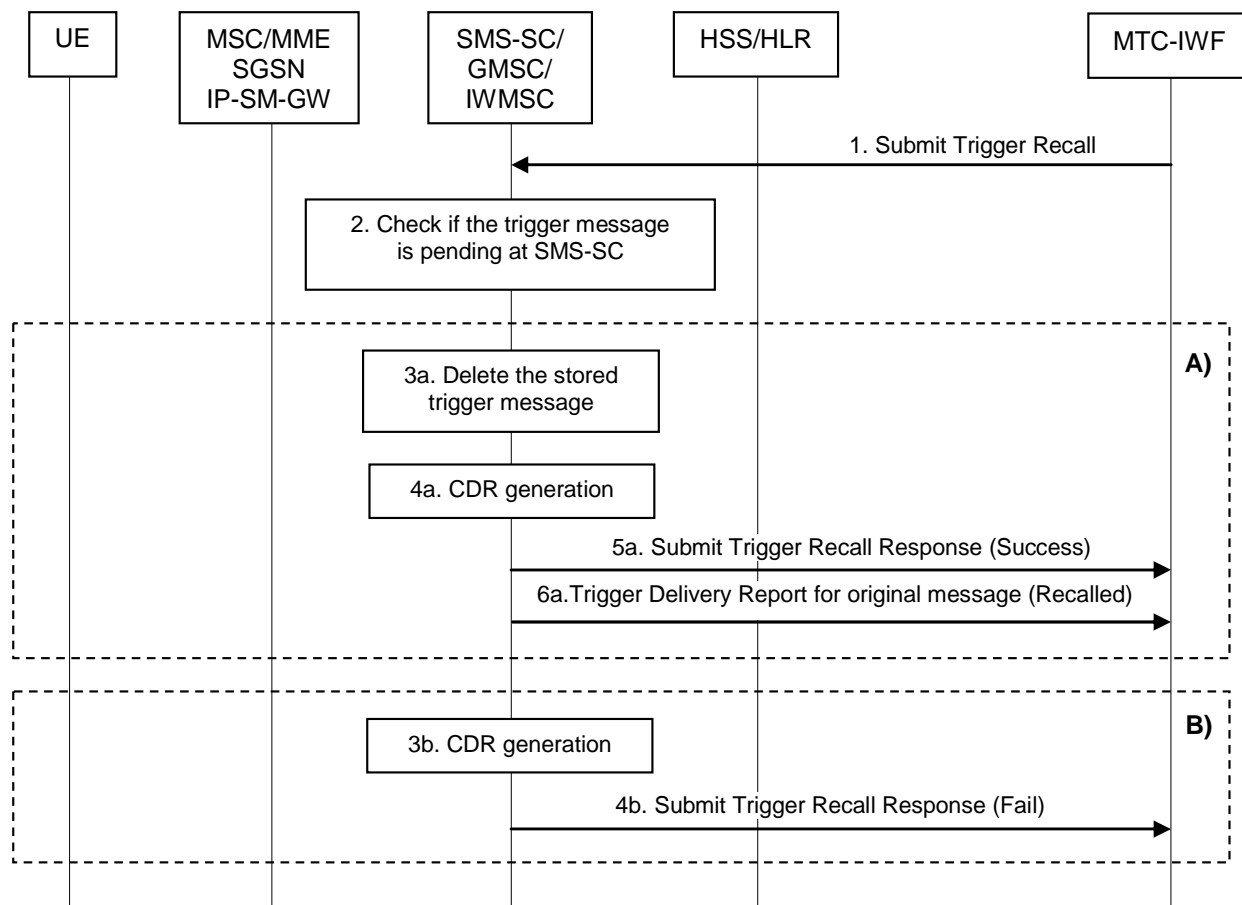 UE
MSC/MME
SGSN
IP-SM-GW
SMS-SC/
GMSC/
IWMSC
HSS/HLR
MTC-IWF
1. Submit Trigger Recall
2. Check if the trigger message
is pending at SMS-SC
A)
3a. Delete the stored
trigger message
4a. CDR generation
5a. Submit Trigger Recall Response (Success)
6a.Trigger Delivery Report for original message (Recalled)
B)
3b. CDR generation
4b. Submit Trigger Recall Response (Fail)